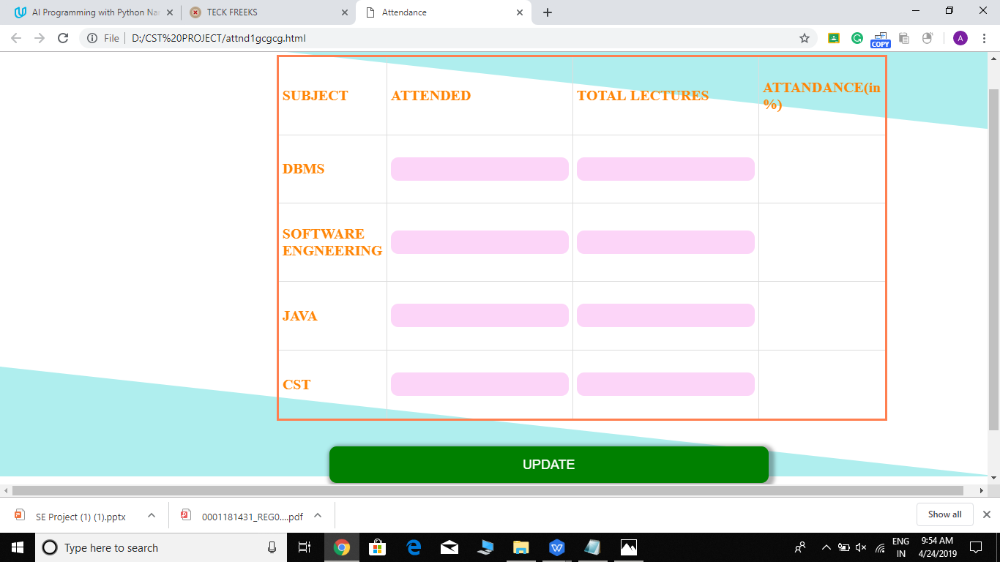 AI Programming with Python Nar
TECK FREEKS
Attendance
File
D:/CST%20PROJECT/attnd1gcgcg.html
COPY
A
SUBJECT
ATTENDED
TOTAL LECTURES
ATTANDANCE(in
%)
DBMS
SOFTWARE
ENGNEERING
JAVA
CST
UPDATE
SE Project (1) (1).pptx
0001181431_REG0....pdf
Show all
Type here to search
ENG
IN
9:54 AM
4/24/2019